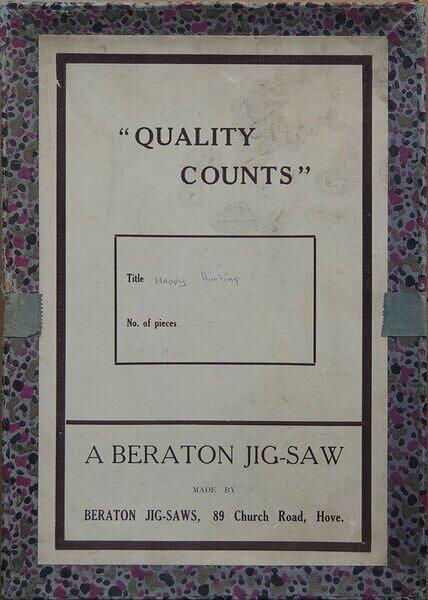 “QUALITY
COUNTS”
Title Happy Hunting
No. of pieces
A BERATON JIG-SAW
MADE BY
BERATON JIG-SAWS, 89 Church Road, Hove.